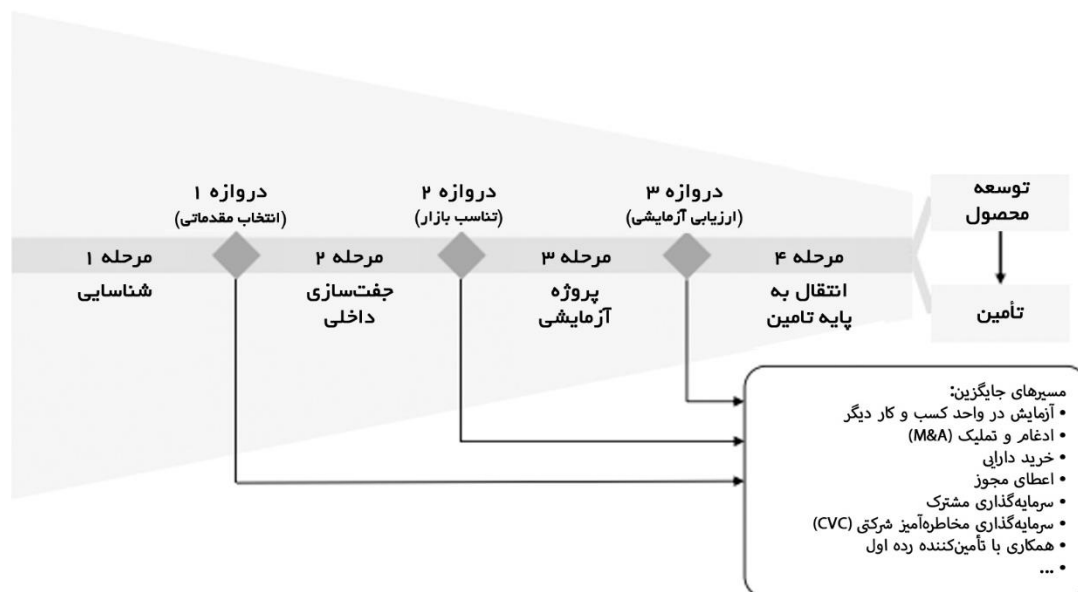 دروازه ۱
(انتخاب مقدماتی)
دروازه ۲
(تناسب بازار)
دروازه ۳
(ارزیابی آزمایشی)
توسعه
محصول
مرحله ۱
مرحله ۲
مرحله ۳
مرحله ۴
شناسایی
جفت‌سازی
داخلی
پروژه
آزمایشی
انتقال به
پایه تامین
تأمین
مسیرهای جایگزین:
• آزمایش در واحد کسب و کار دیگر
• ادغام و تملیک (M&A)
• خرید دارایی
• اعطای مجوز
• سرمایه‌گذاری مشترک
• سرمایه‌گذاری مخاطره‌آمیز شرکتی (CVC)
• همکاری با تأمین‌کننده رده اول
• ...